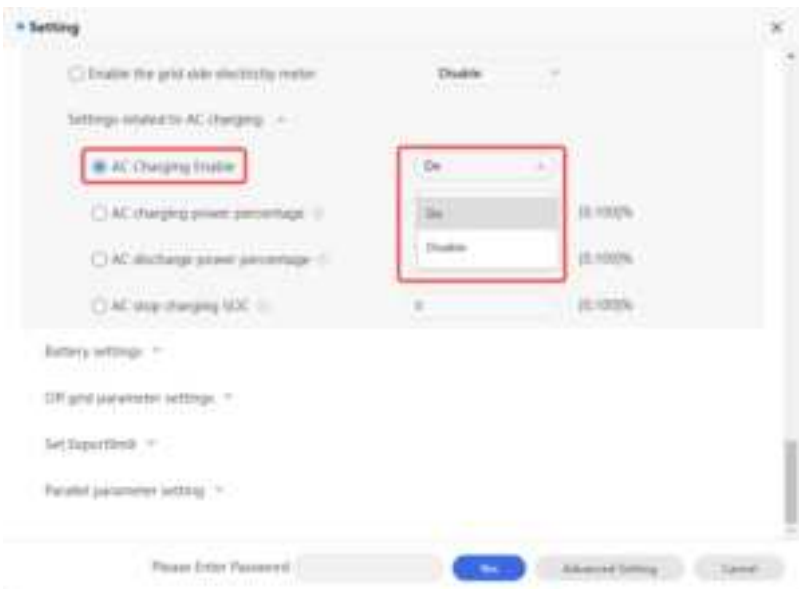 Setting
Enable the grid side electricity meter Disable
Settings related to AC charging
AC Charging Enable
AC charging power percentage [0,100]%
Disable
AC discharge power percentage [0,100]%
AC stop charging SOC 0 [0,100]%
Battery settings
Off grid parameter settings
Set Exportlimit
Parallel parameter setting
Please Enter Password Yes Advanced Setting Cancel